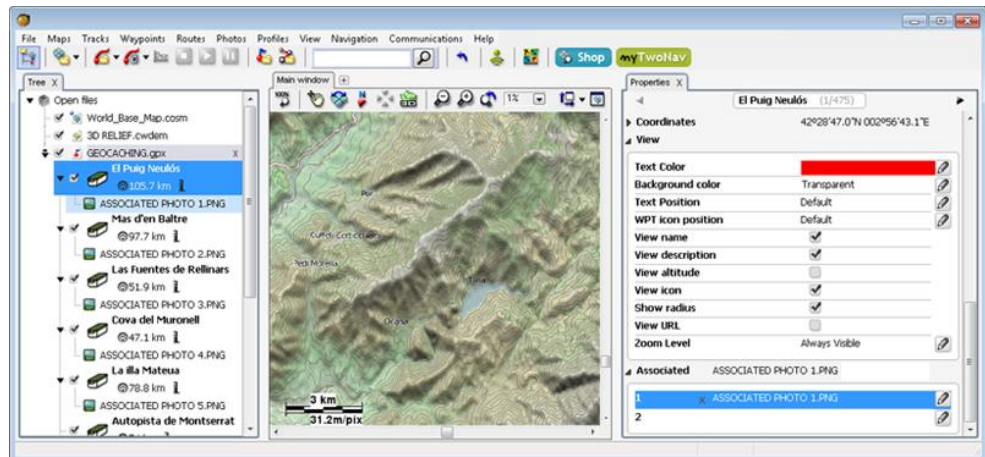 File Maps Tracks Waypoints Routes Photos Profiles View Navigation Communications Help
Shop myTwoNav
Tree X
Open files
World_Base_Map.cosm
3D RELIEF.cwdem
GEOCACHING.gpx X
El Puig Neulós
105.7 km
ASSOCIATED PHOTO 1.PNG
Mas d'en Baltre
97.7 km
ASSOCIATED PHOTO 2.PNG
Las Fuentes de Rellinars
51.9 km
ASSOCIATED PHOTO 3.PNG
Cova del Muronell
47.1 km
ASSOCIATED PHOTO 4.PNG
La illa Mateua
78.8 km
ASSOCIATED PHOTO 5.PNG
Autopista de Montserrat
Main window
100%
1%
Ocana
3 km
31.2m/pix
Properties X
El Puig Neulós (1/475)
Coordinates 42º28'47.0"N 002º56'43.1"E
View
Text Color
Background color Transparent
Text Position Default
WPT icon position Default
View name
View description
View altitude
View icon
Show radius
View URL
Zoom Level Always Visible
Associated ASSOCIATED PHOTO 1.PNG
1 x ASSOCIATED PHOTO 1.PNG
2